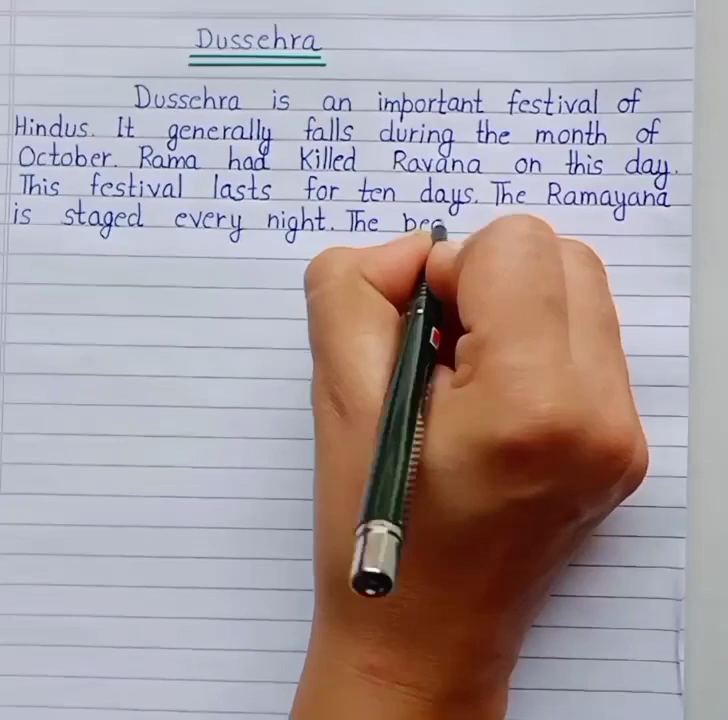 Dussehra
Dussehra is an important festival of
Hindus. It generally falls during the month of
October. Rama had Killed Ravana on this day.
This festival lasts for ten days. The Ramayana
is staged every night. The